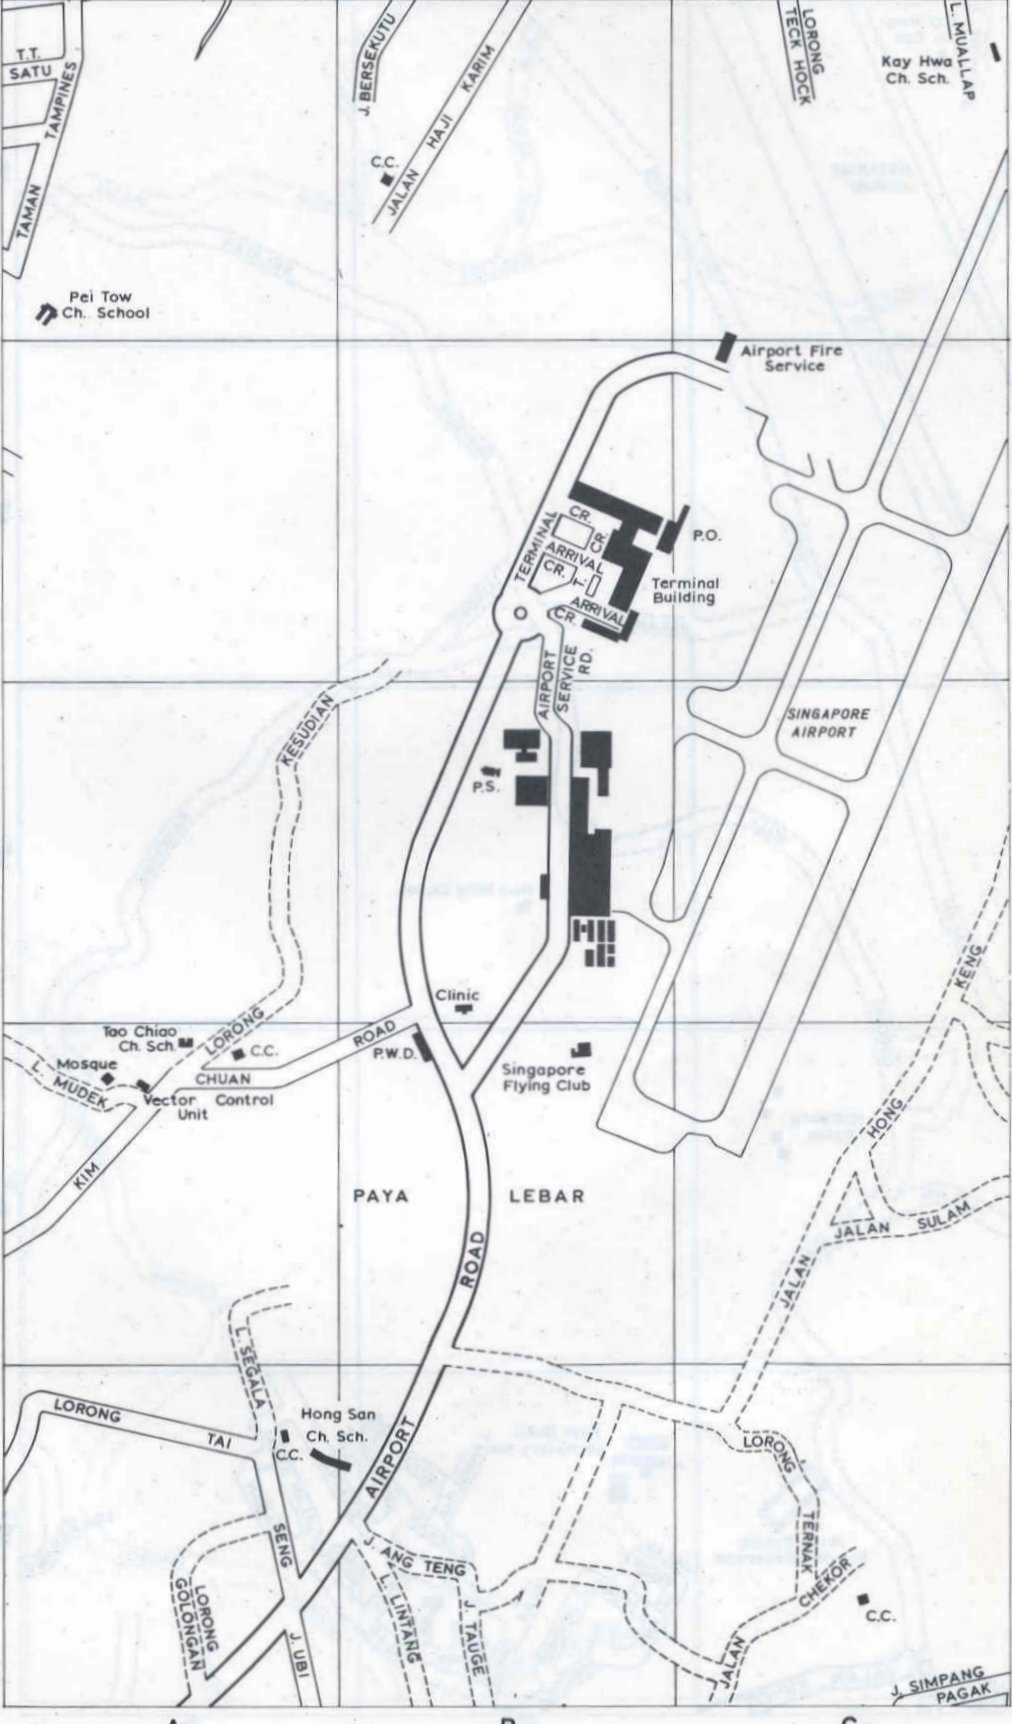 T.T.
SATU
TAMAN TAMPINES
J. BERSEKUTU
JALAN HAJI KARIM
C.C.
LORONG
TECK HOCK
L. MUALLAP
Kay Hwa
Ch. Sch.
Pei Tow
Ch. School
Airport Fire
Service
TERMINAL
CR.
CR.
ARRIVAL
CR.
T.
ARRIVAL
CR.
P.O.
Terminal
Building
AIRPORT
SERVICE
RD.
SINGAPORE
AIRPORT
KESUDIAN
LORONG
P.S.
Clinic
Tao Chiao
Ch. Sch.
Mosque
L. MUDEK
C.C.
Vector Control
Unit
KIM CHUAN ROAD
P.W.D.
Singapore
Flying Club
PAYA LEBAR
AIRPORT ROAD
JALAN HONG KENG
JALAN SULAM
L. SEGALA
LORONG TAI SENG
Hong San
Ch. Sch.
C.C.
LORONG
GOLONGAN
J. UBI
J. ANG TENG
L. LINTANG
J. TAUGE
LORONG TERNAK
JALAN CHEKOR
C.C.
J. SIMPANG
PAGAK